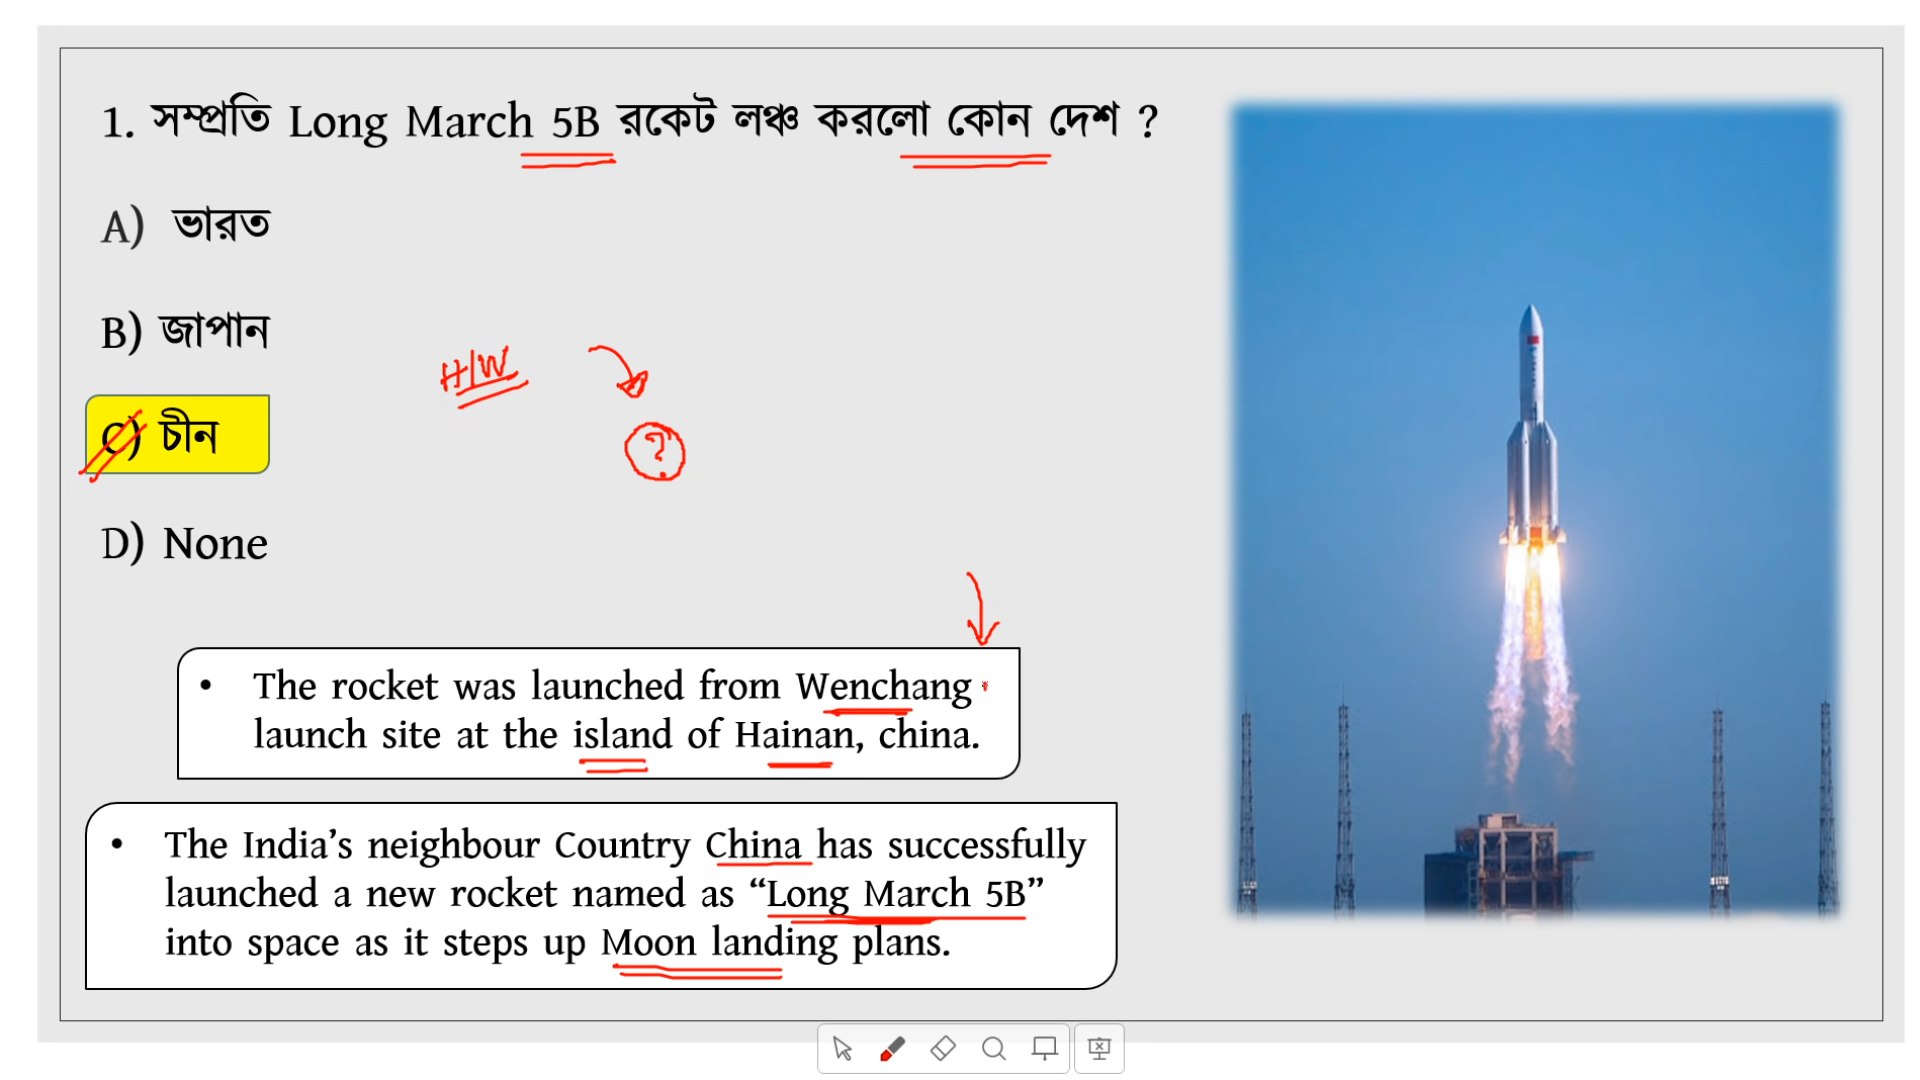 1. সম্প্রতি Long March 5B রকেট লঞ্চ করলো কোন দেশ ?
A) ভারত
B) জাপান
H/W
?
C) চীন
D) None
• The rocket was launched from Wenchang
launch site at the island of Hainan, china.
• The India’s neighbour Country China has successfully
launched a new rocket named as “Long March 5B”
into space as it steps up Moon landing plans.